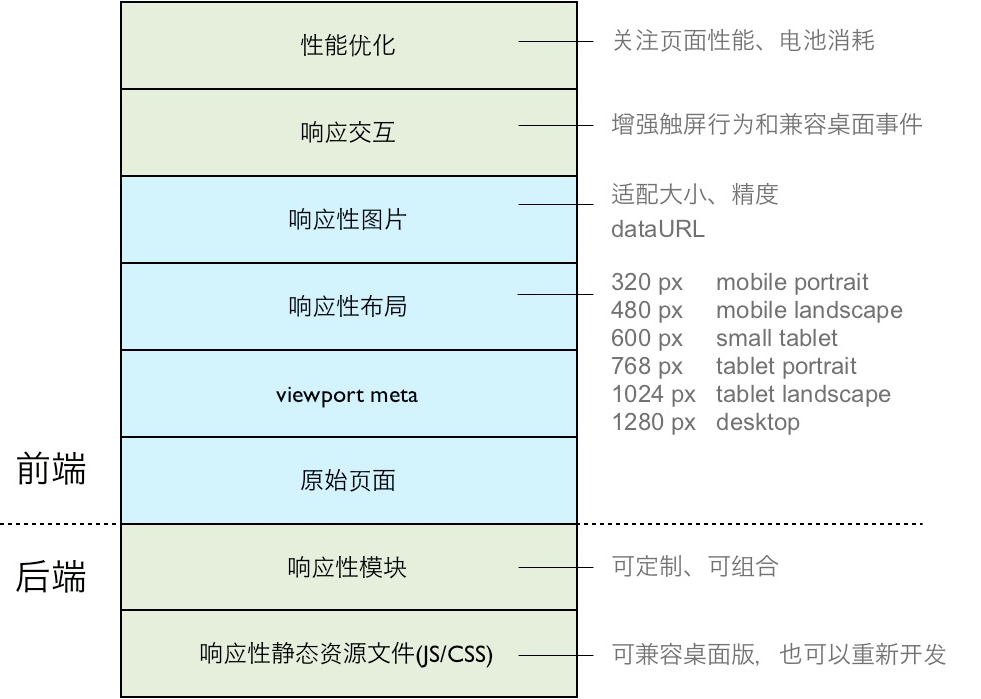 性能优化
关注页面性能、电池消耗
响应交互
增强触屏行为和兼容桌面事件
响应性图片
适配大小、精度
dataURL
响应性布局
320 px mobile portrait
480 px mobile landscape
600 px small tablet
768 px tablet portrait
1024 px tablet landscape
1280 px desktop
viewport meta
前端
原始页面
后端
响应性模块
可定制、可组合
响应性静态资源文件(JS/CSS)
可兼容桌面版,也可以重新开发